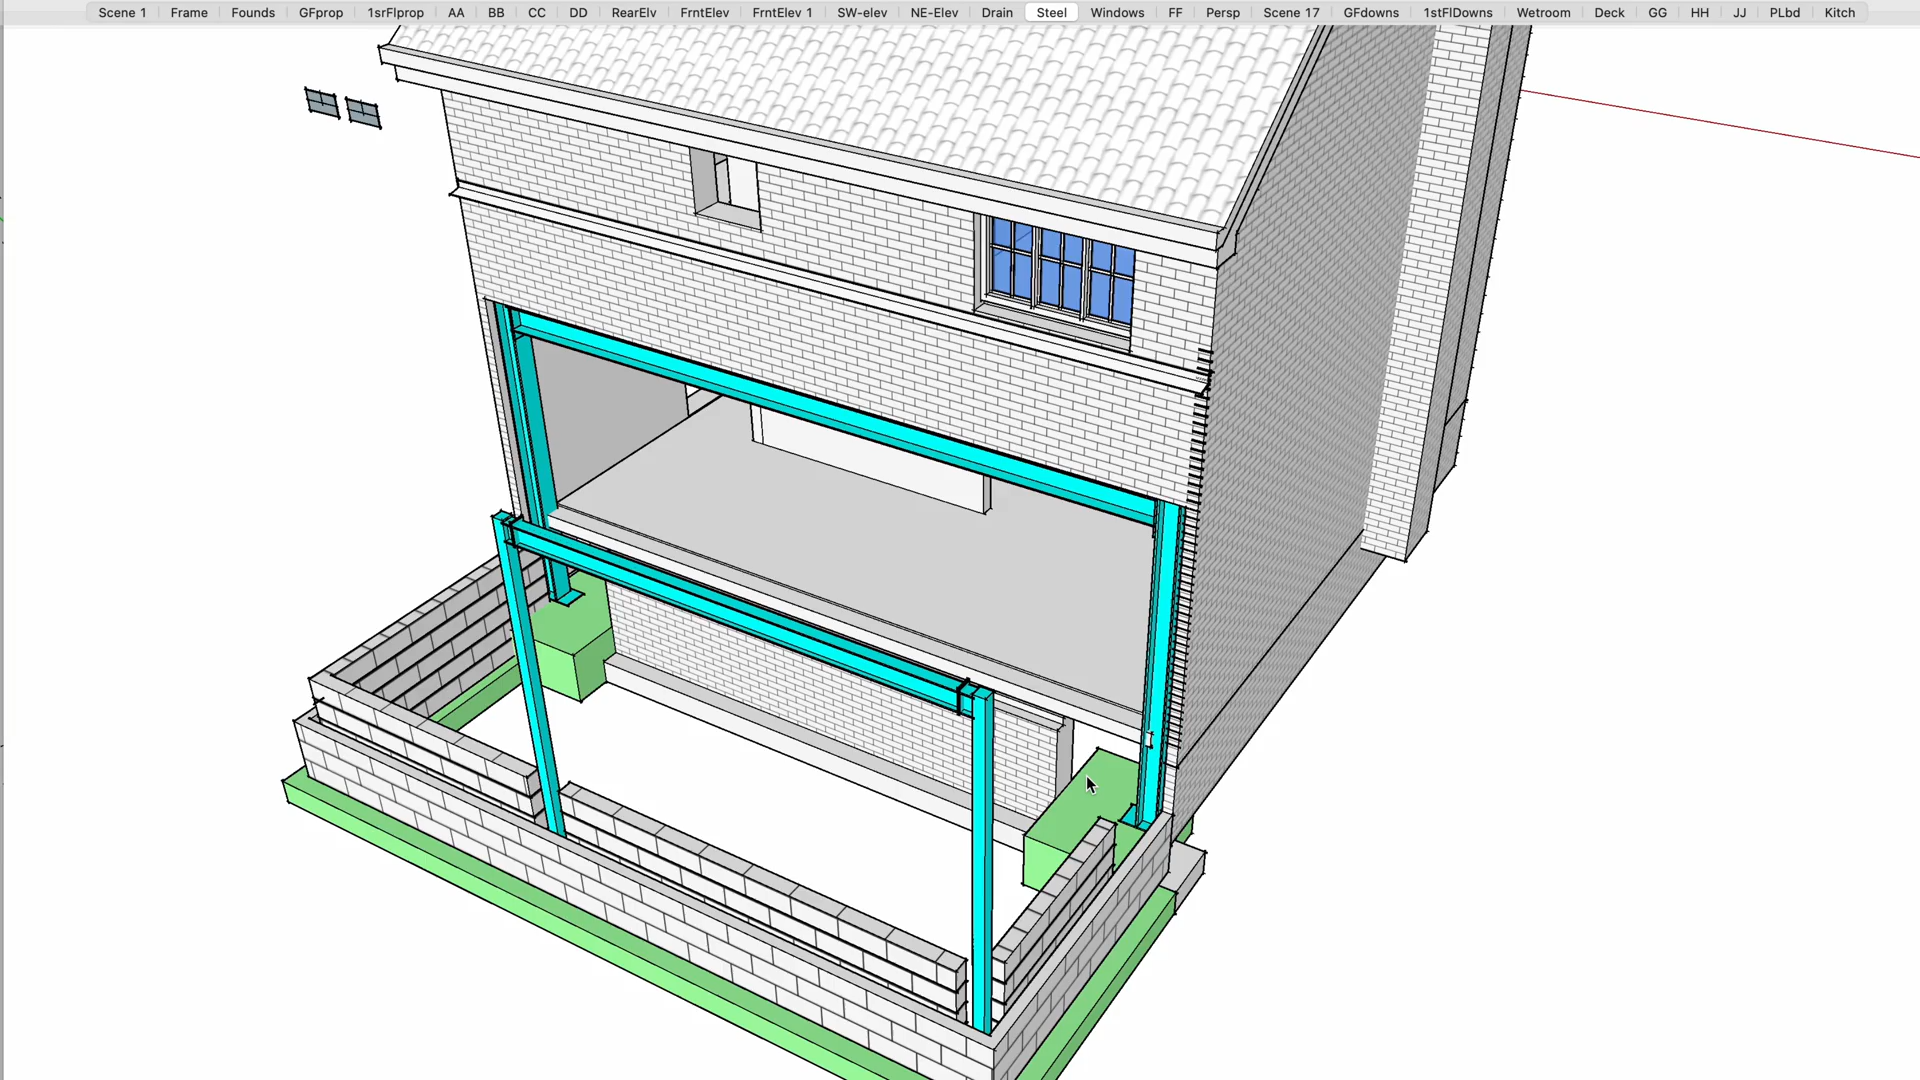 Scene 1 Frame Founds GFprop 1srFlprop AA BB CC DD RearElv FrntElev FrntElev 1 SW-elev NE-Elev Drain Steel Windows FF Persp Scene 17 GFdowns 1stFlDowns Wetroom Deck GG HH JJ PLbd Kitch